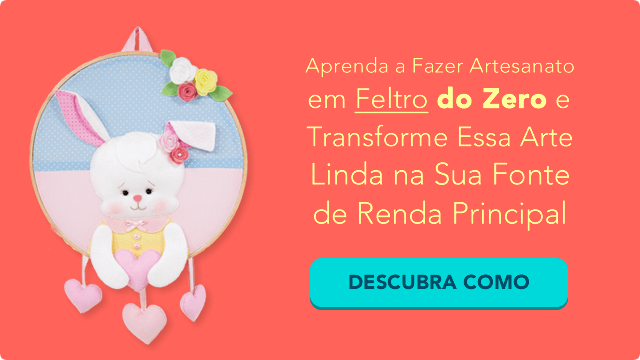 Aprenda a Fazer Artesanato
em Feltro do Zero e
Transforme Essa Arte
Linda na Sua Fonte
de Renda Principal
DESCUBRA COMO